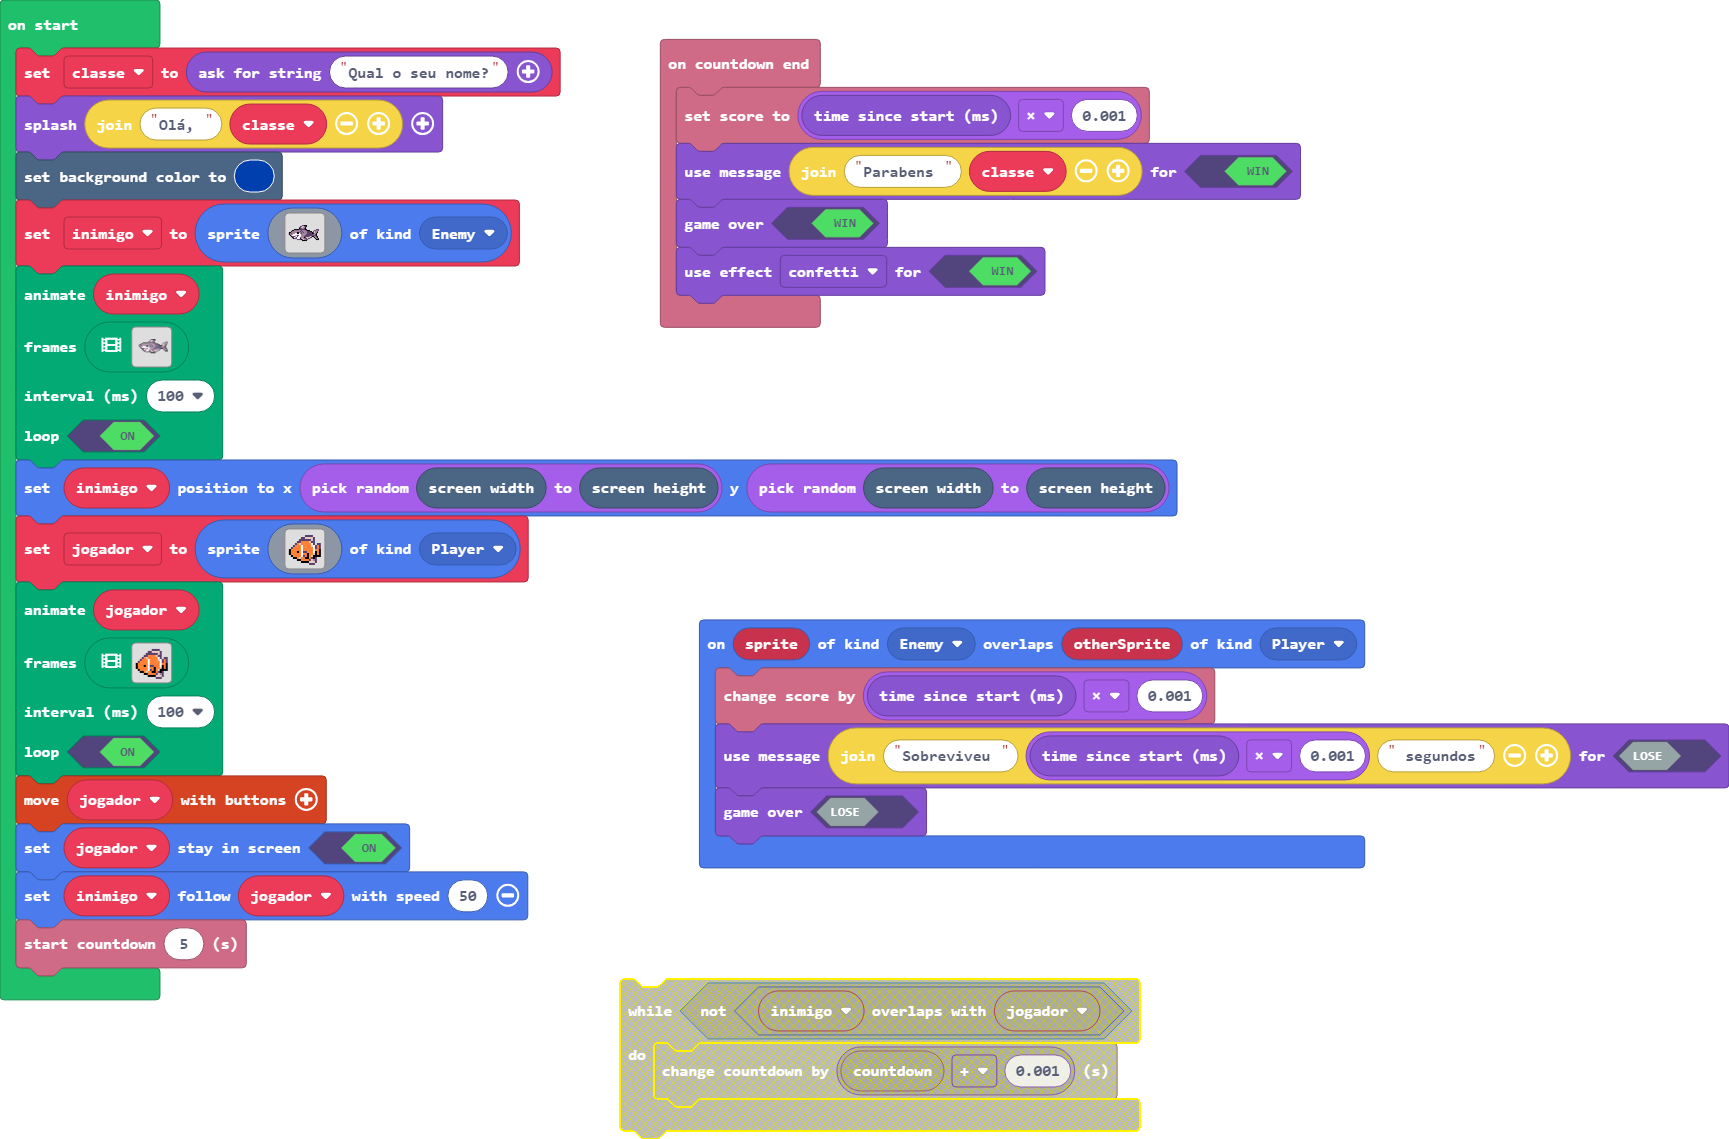 on start
set classe to ask for string "Qual o seu nome?"
splash join "Olá, " classe
set background color to
set inimigo to sprite of kind Enemy
animate inimigo
frames
interval (ms) 100
loop ON
set inimigo position to x pick random screen width to screen height y pick random screen width to screen height
set jogador to sprite of kind Player
animate jogador
frames
interval (ms) 100
loop ON
move jogador with buttons
set jogador stay in screen ON
set inimigo follow jogador with speed 50
start countdown 5 (s)
on countdown end
set score to time since start (ms) × 0.001
use message join "Parabens " classe for WIN
game over WIN
use effect confetti for WIN
on sprite of kind Enemy overlaps otherSprite of kind Player
change score by time since start (ms) × 0.001
use message join "Sobreviveu " time since start (ms) × 0.001 " segundos" for LOSE
game over LOSE
while not inimigo overlaps with jogador
do
change countdown by countdown + 0.001 (s)